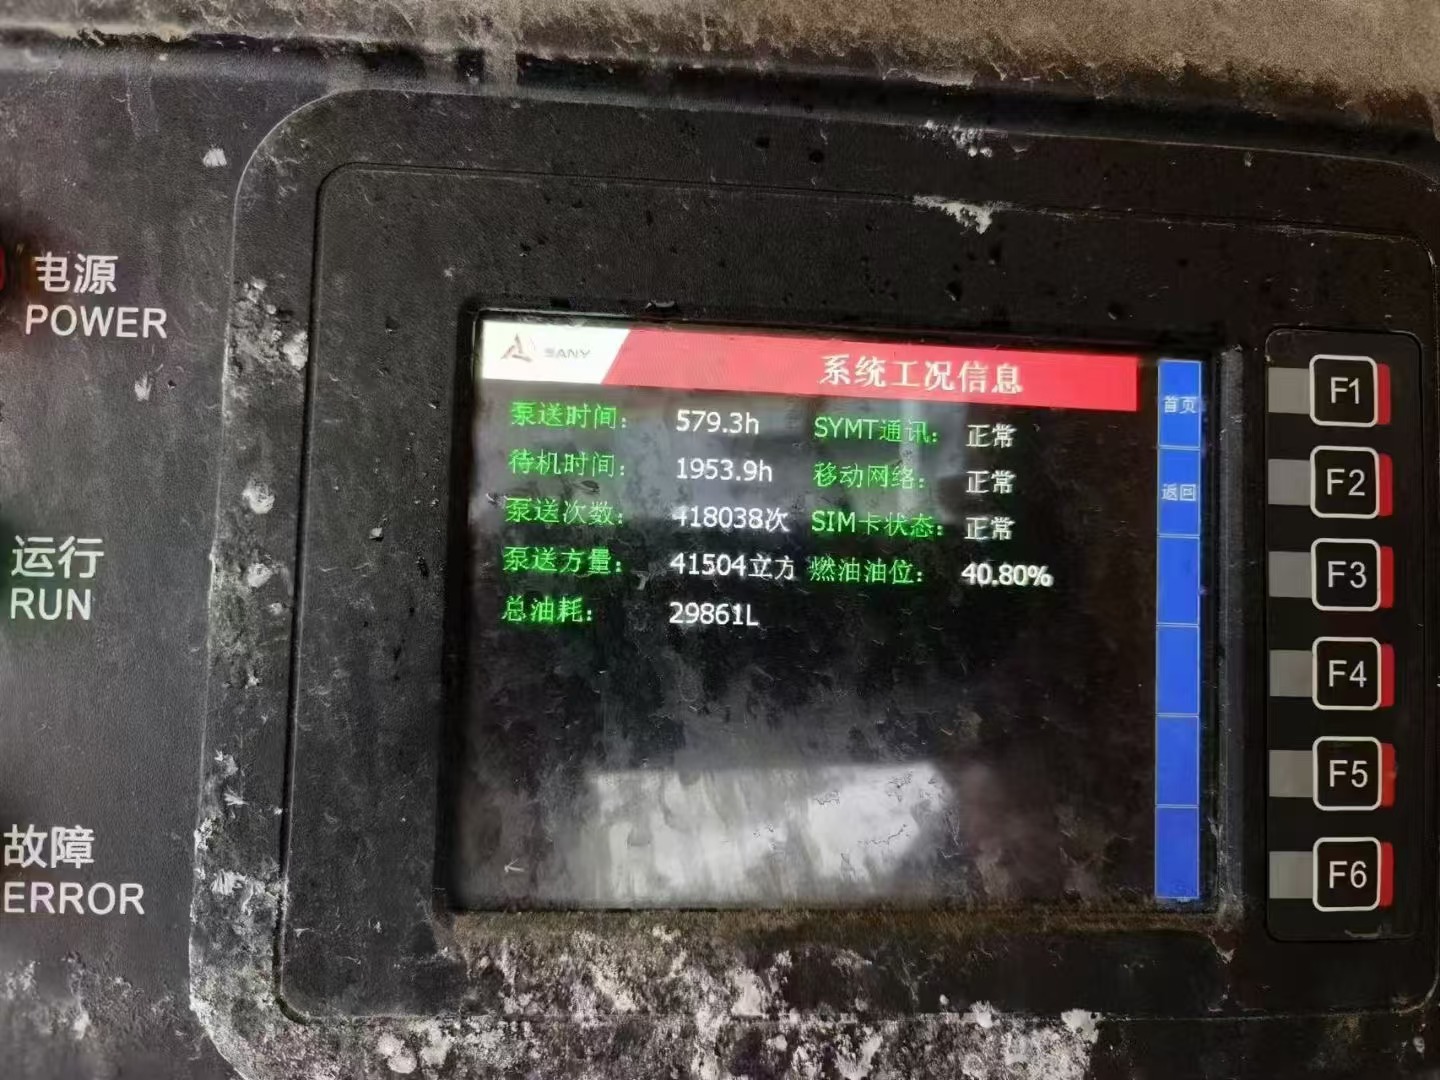 电源
POWER
运行
RUN
故障
ERROR
SANY
系统工况信息
泵送时间： 579.3h SYMT通讯： 正常
待机时间： 1953.9h 移动网络： 正常
泵送次数： 418038次 SIM卡状态： 正常
泵送方量： 41504立方 燃油油位： 40.80%
总油耗： 29861L
首页
返回
F1
F2
F3
F4
F5
F6